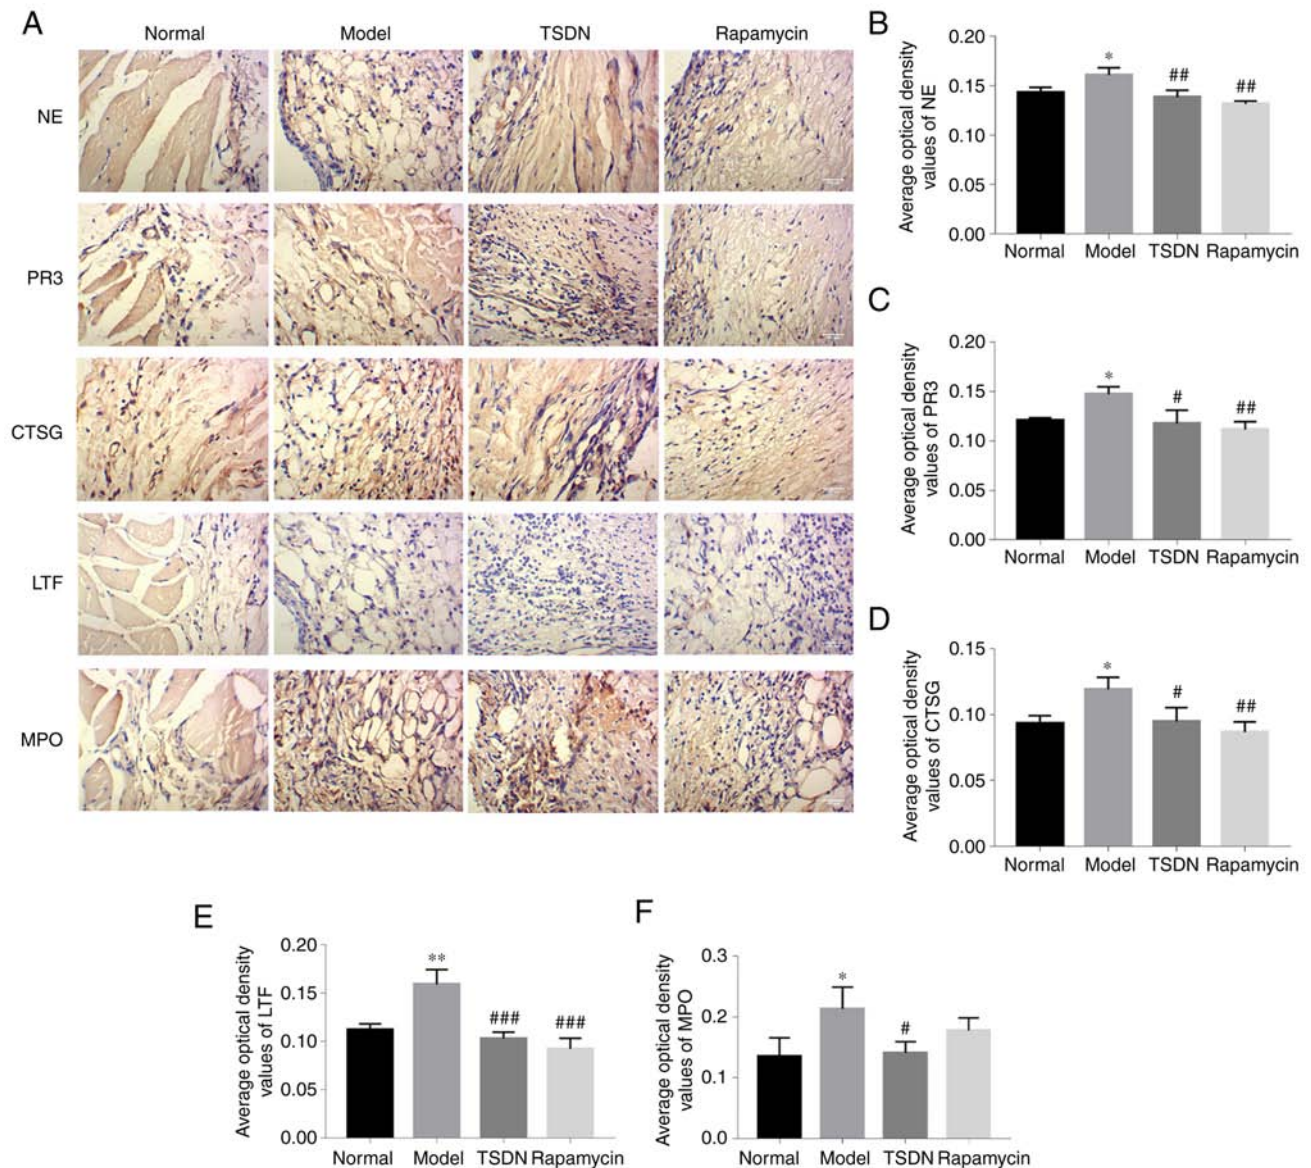 A
Normal Model TSDN Rapamycin
NE
PR3
CTSG
LTF
MPO
B
Average optical density
values of NE
0.20
0.15
0.10
0.05
0.00
*
##
##
Normal Model TSDN Rapamycin
C
Average optical density
values of PR3
0.20
0.15
0.10
0.05
0.00
*
#
##
Normal Model TSDN Rapamycin
D
Average optical density
values of CTSG
0.15
0.10
0.05
0.00
*
#
##
Normal Model TSDN Rapamycin
E
Average optical density
values of LTF
0.20
0.15
0.10
0.05
0.00
**
###
###
Normal Model TSDN Rapamycin
F
Average optical density
values of MPO
0.3
0.2
0.1
0.0
*
#
Normal Model TSDN Rapamycin